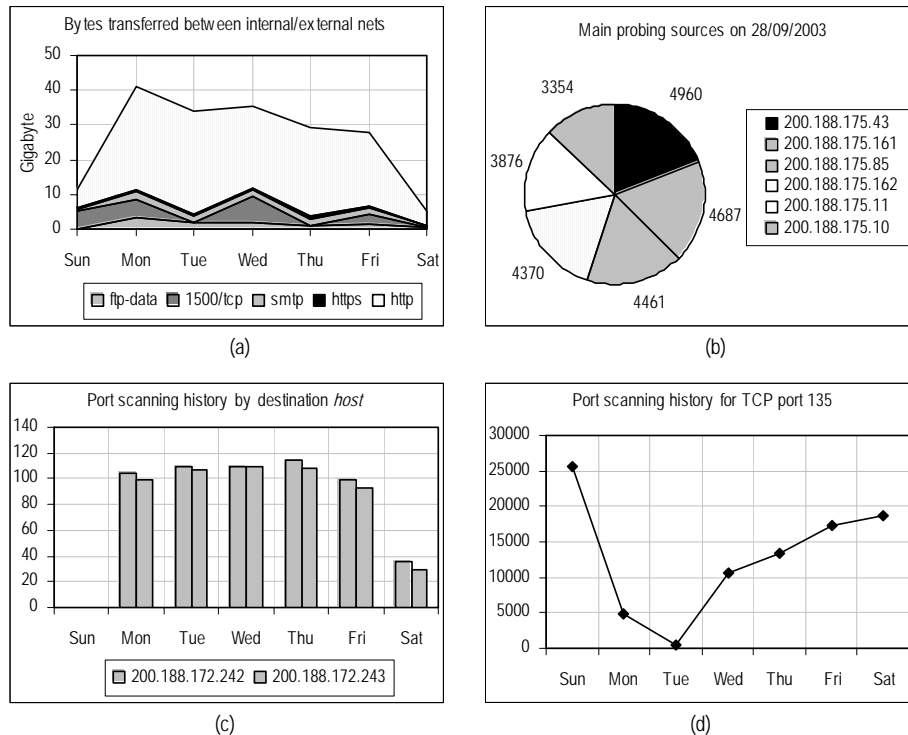 Bytes transferred between internal/external nets
50
40
30
20
10
0
Gigabyte
Sun Mon Tue Wed Thu Fri Sat
ftp-data 1500/tcp smtp https http
(a)
Main probing sources on 28/09/2003
3354
4960
3876
4687
4370
4461
200.188.175.43
200.188.175.161
200.188.175.85
200.188.175.162
200.188.175.11
200.188.175.10
(b)
Port scanning history by destination host
140
120
100
80
60
40
20
0
Sun Mon Tue Wed Thu Fri Sat
200.188.172.242 200.188.172.243
(c)
Port scanning history for TCP port 135
30000
25000
20000
15000
10000
5000
0
Sun Mon Tue Wed Thu Fri Sat
(d)